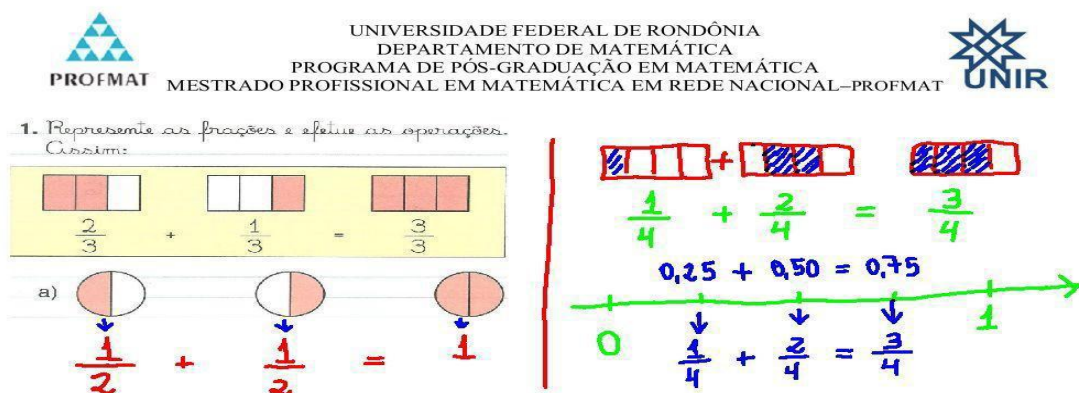 PROFMAT
UNIVERSIDADE FEDERAL DE RONDÔNIA
DEPARTAMENTO DE MATEMÁTICA
PROGRAMA DE PÓS-GRADUAÇÃO EM MATEMÁTICA
MESTRADO PROFISSIONAL EM MATEMÁTICA EM REDE NACIONAL–PROFMAT
UNIR
1. Represente as frações e efetue as operações.
Assim:
2/3 + 1/3 = 3/3
a)
1/2 + 1/2 = 1
+
1/4 + 2/4 = 3/4
0,25 + 0,50 = 0,75
0 1
1/4 + 2/4 = 3/4